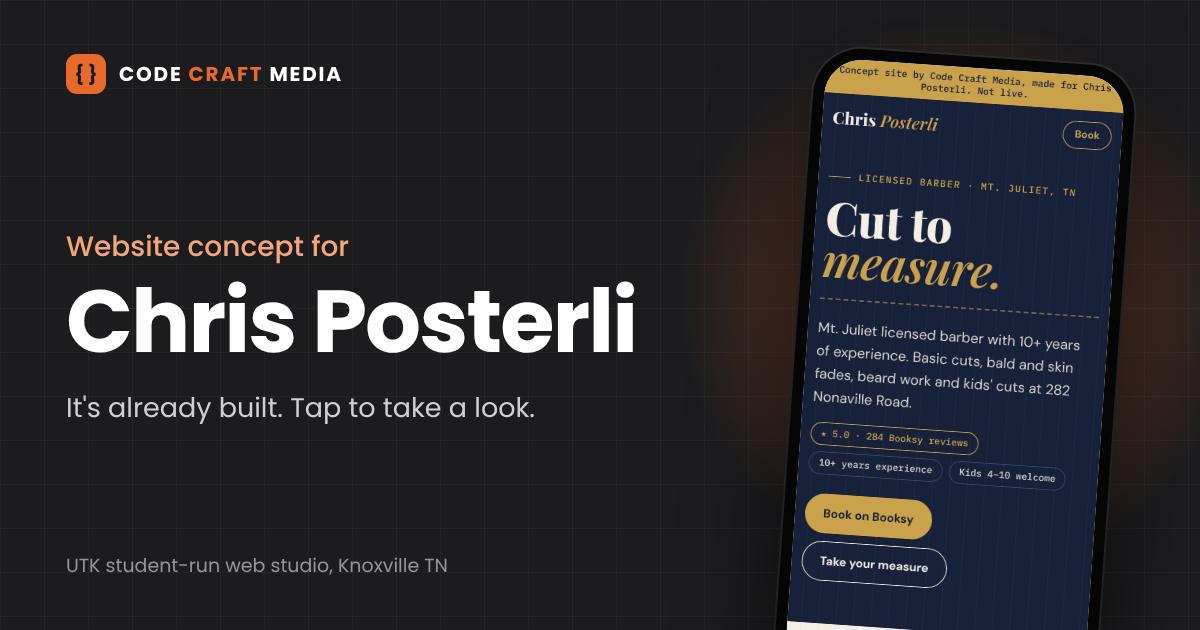 { } CODE CRAFT MEDIA
Website concept for
Chris Posterli
It's already built. Tap to take a look.
UTK student-run web studio, Knoxville TN
Concept site by Code Craft Media, made for Chris
Posterli. Not live.
Chris Posterli
Book
LICENSED BARBER · MT. JULIET, TN
Cut to
measure.
Mt. Juliet licensed barber with 10+ years
of experience. Basic cuts, bald and skin
fades, beard work and kids' cuts at 282
Nonaville Road.
★ 5.0 · 284 Booksy reviews
10+ years experience
Kids 4–10 welcome
Book on Booksy
Take your measure